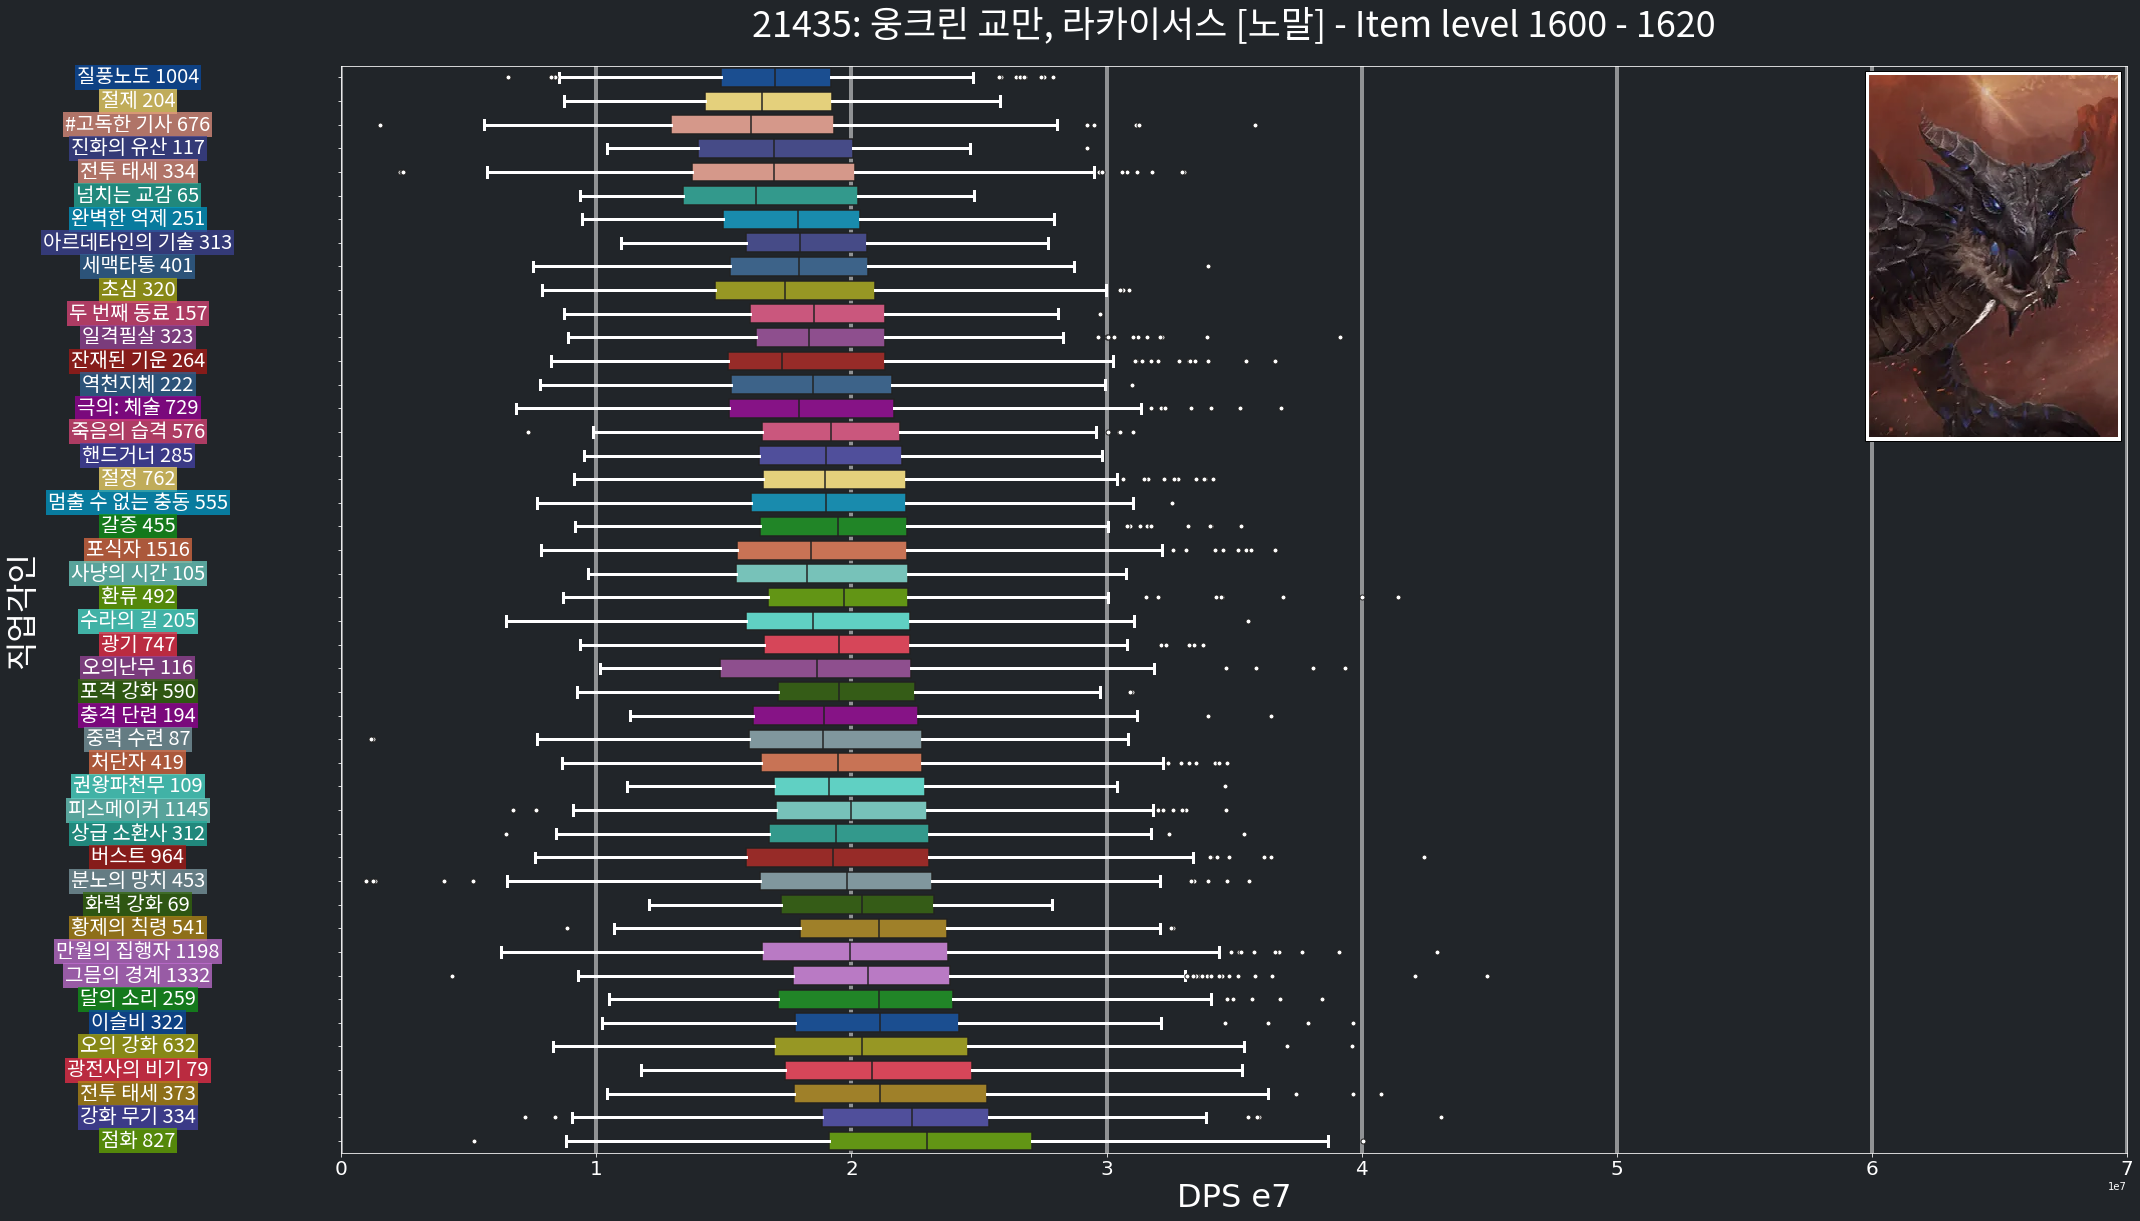 21435: 웅크린 교만, 라카이서스 [노말] - Item level 1600 - 1620
질풍노도 1004
절제 204
#고독한 기사 676
진화의 유산 117
전투 태세 334
넘치는 교감 65
완벽한 억제 251
아르데타인의 기술 313
세맥타통 401
초심 320
두 번째 동료 157
일격필살 323
잔재된 기운 264
역천지체 222
극의: 체술 729
죽음의 습격 576
핸드거너 285
절정 762
멈출 수 없는 충동 555
갈증 455
포식자 1516
사냥의 시간 105
환류 492
수라의 길 205
광기 747
오의난무 116
포격 강화 590
충격 단련 194
중력 수련 87
처단자 419
권왕파천무 109
피스메이커 1145
상급 소환사 312
버스트 964
분노의 망치 453
화력 강화 69
황제의 칙령 541
만월의 집행자 1198
그믐의 경계 1332
달의 소리 259
이슬비 322
오의 강화 632
광전사의 비기 79
전투 태세 373
강화 무기 334
점화 827
직업각인
0 1 2 3 4 5 6 7
1e7
DPS e7